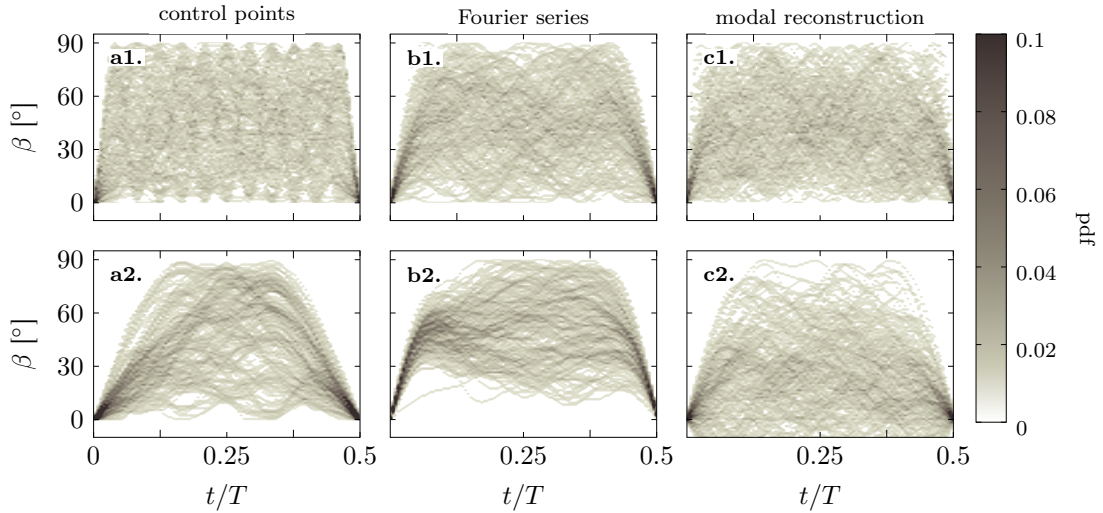 control points Fourier series modal reconstruction
90 a1. b1. c1. 0.1
60 0.08
β [°] 30
0 0.06
pdf
90 a2. b2. c2. 0.04
60
β [°] 30 0.02
0 0
0 0.25 0.5 0.25 0.5 0.25 0.5
t/T t/T t/T